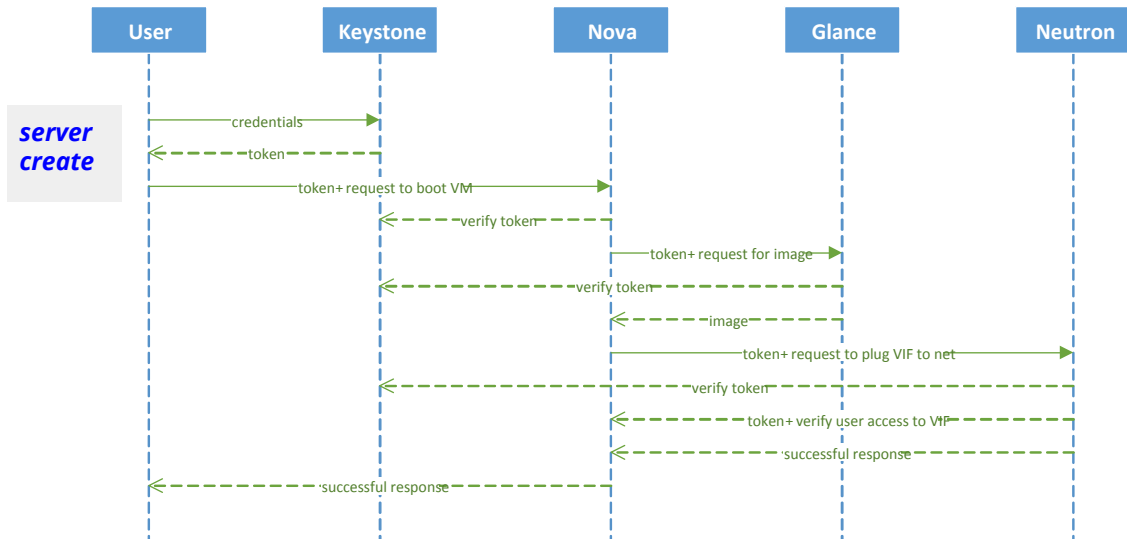 User
Keystone
Nova
Glance
Neutron
server
create
credentials
token
token+ request to boot VM
verify token
token+ request for image
verify token
image
token+ request to plug VIF to net
verify token
token+ verify user access to VIF
successful response
successful response